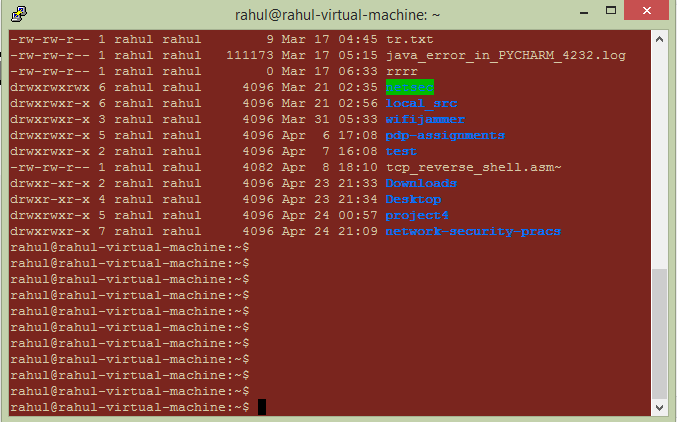 rahul@rahul-virtual-machine: ~
-rw-rw-r-- 1 rahul rahul 9 Mar 17 04:45 tr.txt
-rw-rw-r-- 1 rahul rahul 111173 Mar 17 05:15 java_error_in_PYCHARM_4232.log
-rw-rw-r-- 1 rahul rahul 0 Mar 17 06:33 rrrr
drwxrwxrwx 6 rahul rahul 4096 Mar 21 02:35
drwxrwxr-x 6 rahul rahul 4096 Mar 21 02:56 local_src
drwxrwxr-x 3 rahul rahul 4096 Mar 31 05:33 wifijammer
drwxrwxr-x 5 rahul rahul 4096 Apr 6 17:08 pdp-assignments
drwxrwxr-x 2 rahul rahul 4096 Apr 7 16:08 test
-rw-rw-r-- 1 rahul rahul 4082 Apr 8 18:10 tcp_reverse_shell.asm~
drwxr-xr-x 2 rahul rahul 4096 Apr 23 21:33 Downloads
drwxr-xr-x 4 rahul rahul 4096 Apr 23 21:34 Desktop
drwxrwxr-x 5 rahul rahul 4096 Apr 24 00:57 project4
drwxrwxr-x 7 rahul rahul 4096 Apr 24 21:09 network-security-pracs
rahul@rahul-virtual-machine:~$
rahul@rahul-virtual-machine:~$
rahul@rahul-virtual-machine:~$
rahul@rahul-virtual-machine:~$
rahul@rahul-virtual-machine:~$
rahul@rahul-virtual-machine:~$
rahul@rahul-virtual-machine:~$
rahul@rahul-virtual-machine:~$
rahul@rahul-virtual-machine:~$
rahul@rahul-virtual-machine:~$
rahul@rahul-virtual-machine:~$